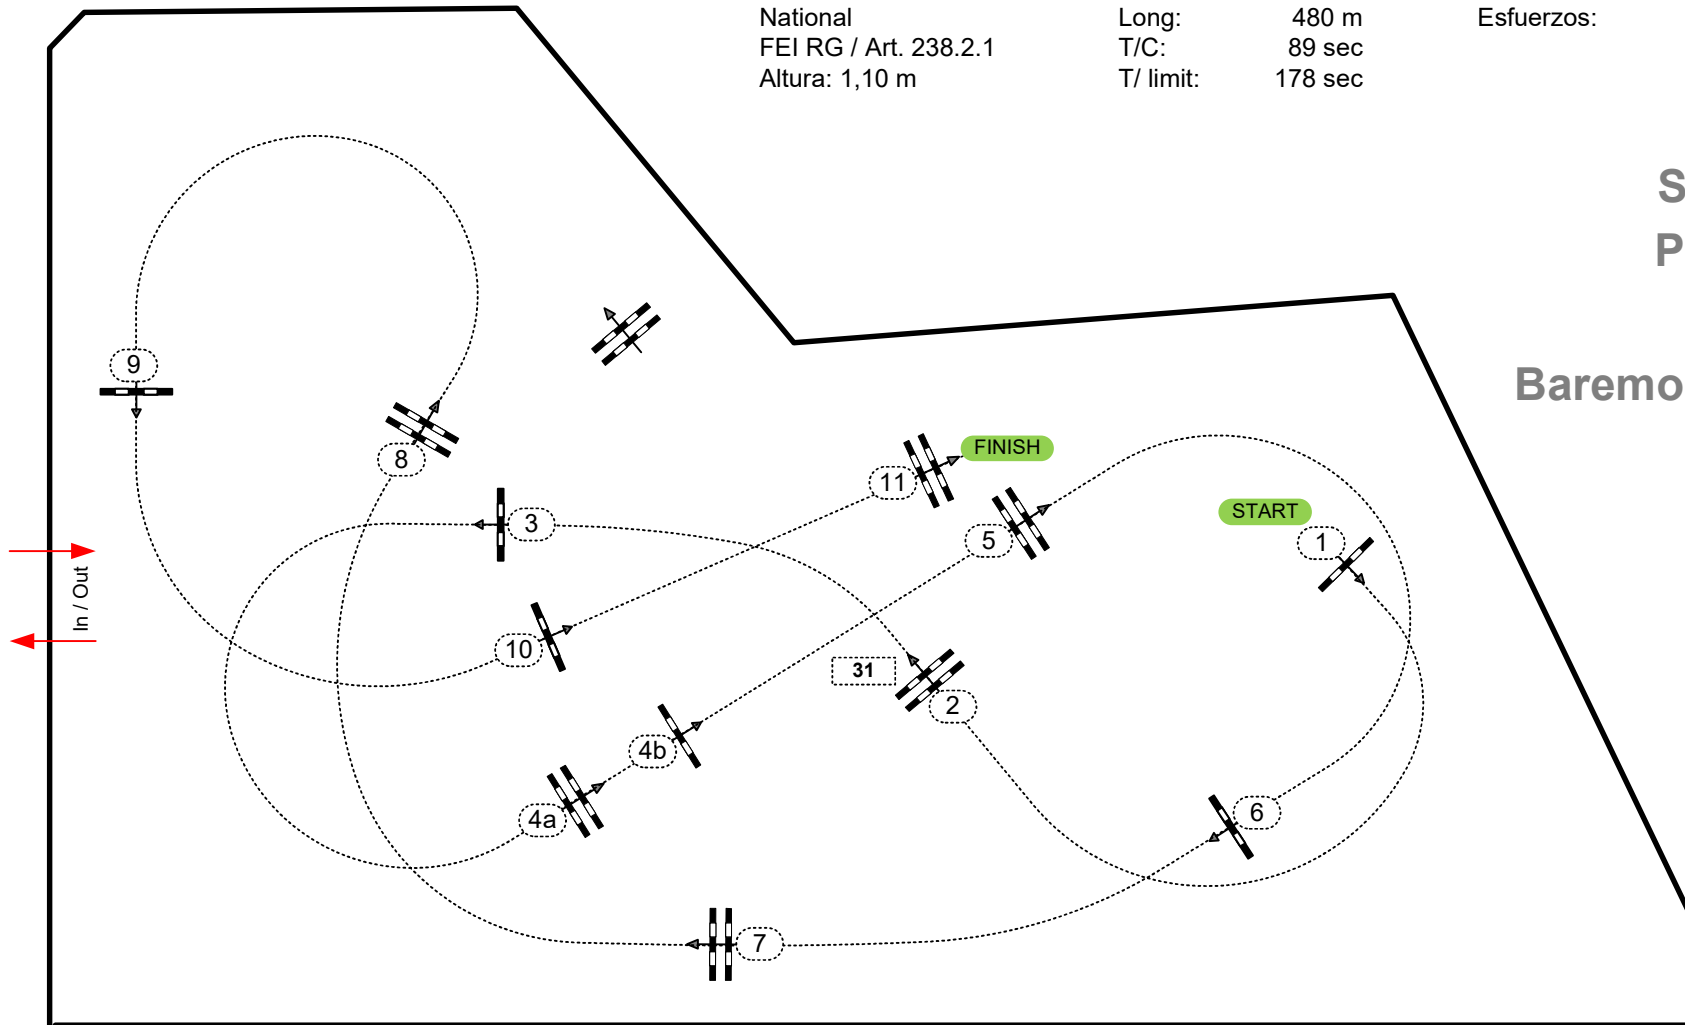 National
Long: 480 m
Esfuerzos:
FEI RG / Art. 238.2.1
T/C: 89 sec
Altura: 1,10 m
T/ limit: 178 sec
S
P
Baremo
9
8
FINISH
11
3
START
5
1
In / Out
10
31
2
4b
4a
6
7